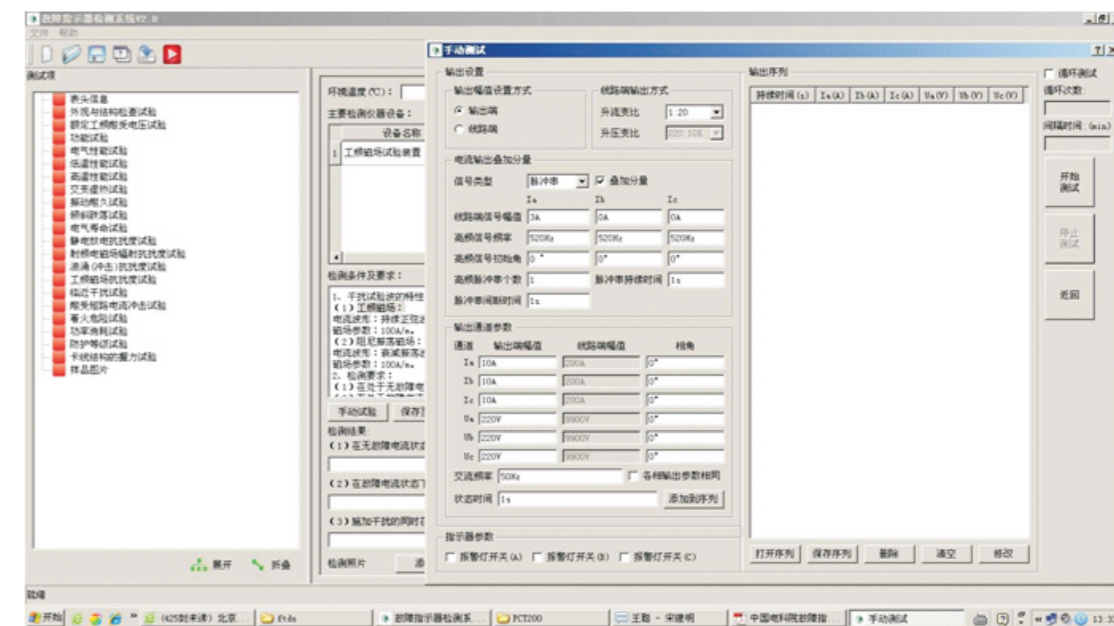 故障指示器检测系统V2.0
文件 帮助
测试项
表头信息
外观与结构检查试验
额定工频耐受电压试验
功能试验
电气性能试验
低温性能试验
高温性能试验
交变湿热试验
振动耐久试验
倾斜跌落试验
电气寿命试验
静电放电抗扰度试验
射频电磁场辐射抗扰度试验
浪涌(冲击)抗扰度试验
工频磁场抗扰度试验
临近干扰试验
耐受短路电流冲击试验
着火危险试验
功率消耗试验
防护等级试验
卡线结构的握力试验
样品图片
展开 折叠
环境温度(℃):
主要检测仪器设备:
设备名称
1 工频磁场试验装置
检测条件及要求:
1、干扰试验波的特性
(1)工频磁场:
电流波形:持续正弦波
磁场参数:100A/m。
(2)阻尼振荡磁场:
电流波形:衰减振荡波
磁场参数:100A/m。
2、检测要求:
(1)在处于无故障电
手动试验 保存
检测结果:
(1)在无故障电流状态
(2)在故障电流状态下
(3)施加干扰的同时在
检测照片 添
手动测试
输出设置
输出幅值设置方式
输出端
线路端
线路端输出方式
升流变比 1:20
升压变比 220:10K
电流输出叠加分量
信号类型 脉冲串 叠加分量
Ia Ib Ic
线路端信号幅值 3A 0A 0A
高频信号频率 520Hz 520Hz 520Hz
高频信号初始角 0° 0° 0°
高频脉冲串个数 1 脉冲串持续时间 1s
脉冲串间断时间 1s
输出通道参数
通道 输出端幅值 线路端幅值 相角
Ia 10A 200A 0°
Ib 10A 200A 0°
Ic 10A 200A 0°
Ua 220V 9900V 0°
Ub 220V 9900V 0°
Uc 220V 9900V 0°
交流频率 50Hz 各相输出参数相同
状态时间 1s 添加到序列
指示器参数
报警灯开关(A) 报警灯开关(B) 报警灯开关(C)
输出序列
持续时间(s) Ia(A) Ib(A) Ic(A) Ua(V) Ub(V) Uc(V)
打开序列 保存序列 删除 清空 修改
循环测试
循环次数:
间隔时间:(min)
开始
测试
停止
测试
返回
就绪
开始 (425封未读) 北京... ftds 故障指示器检测系... PCT200 王聪 - 宋建明 中国电科院故障指... 手动测试 13:3